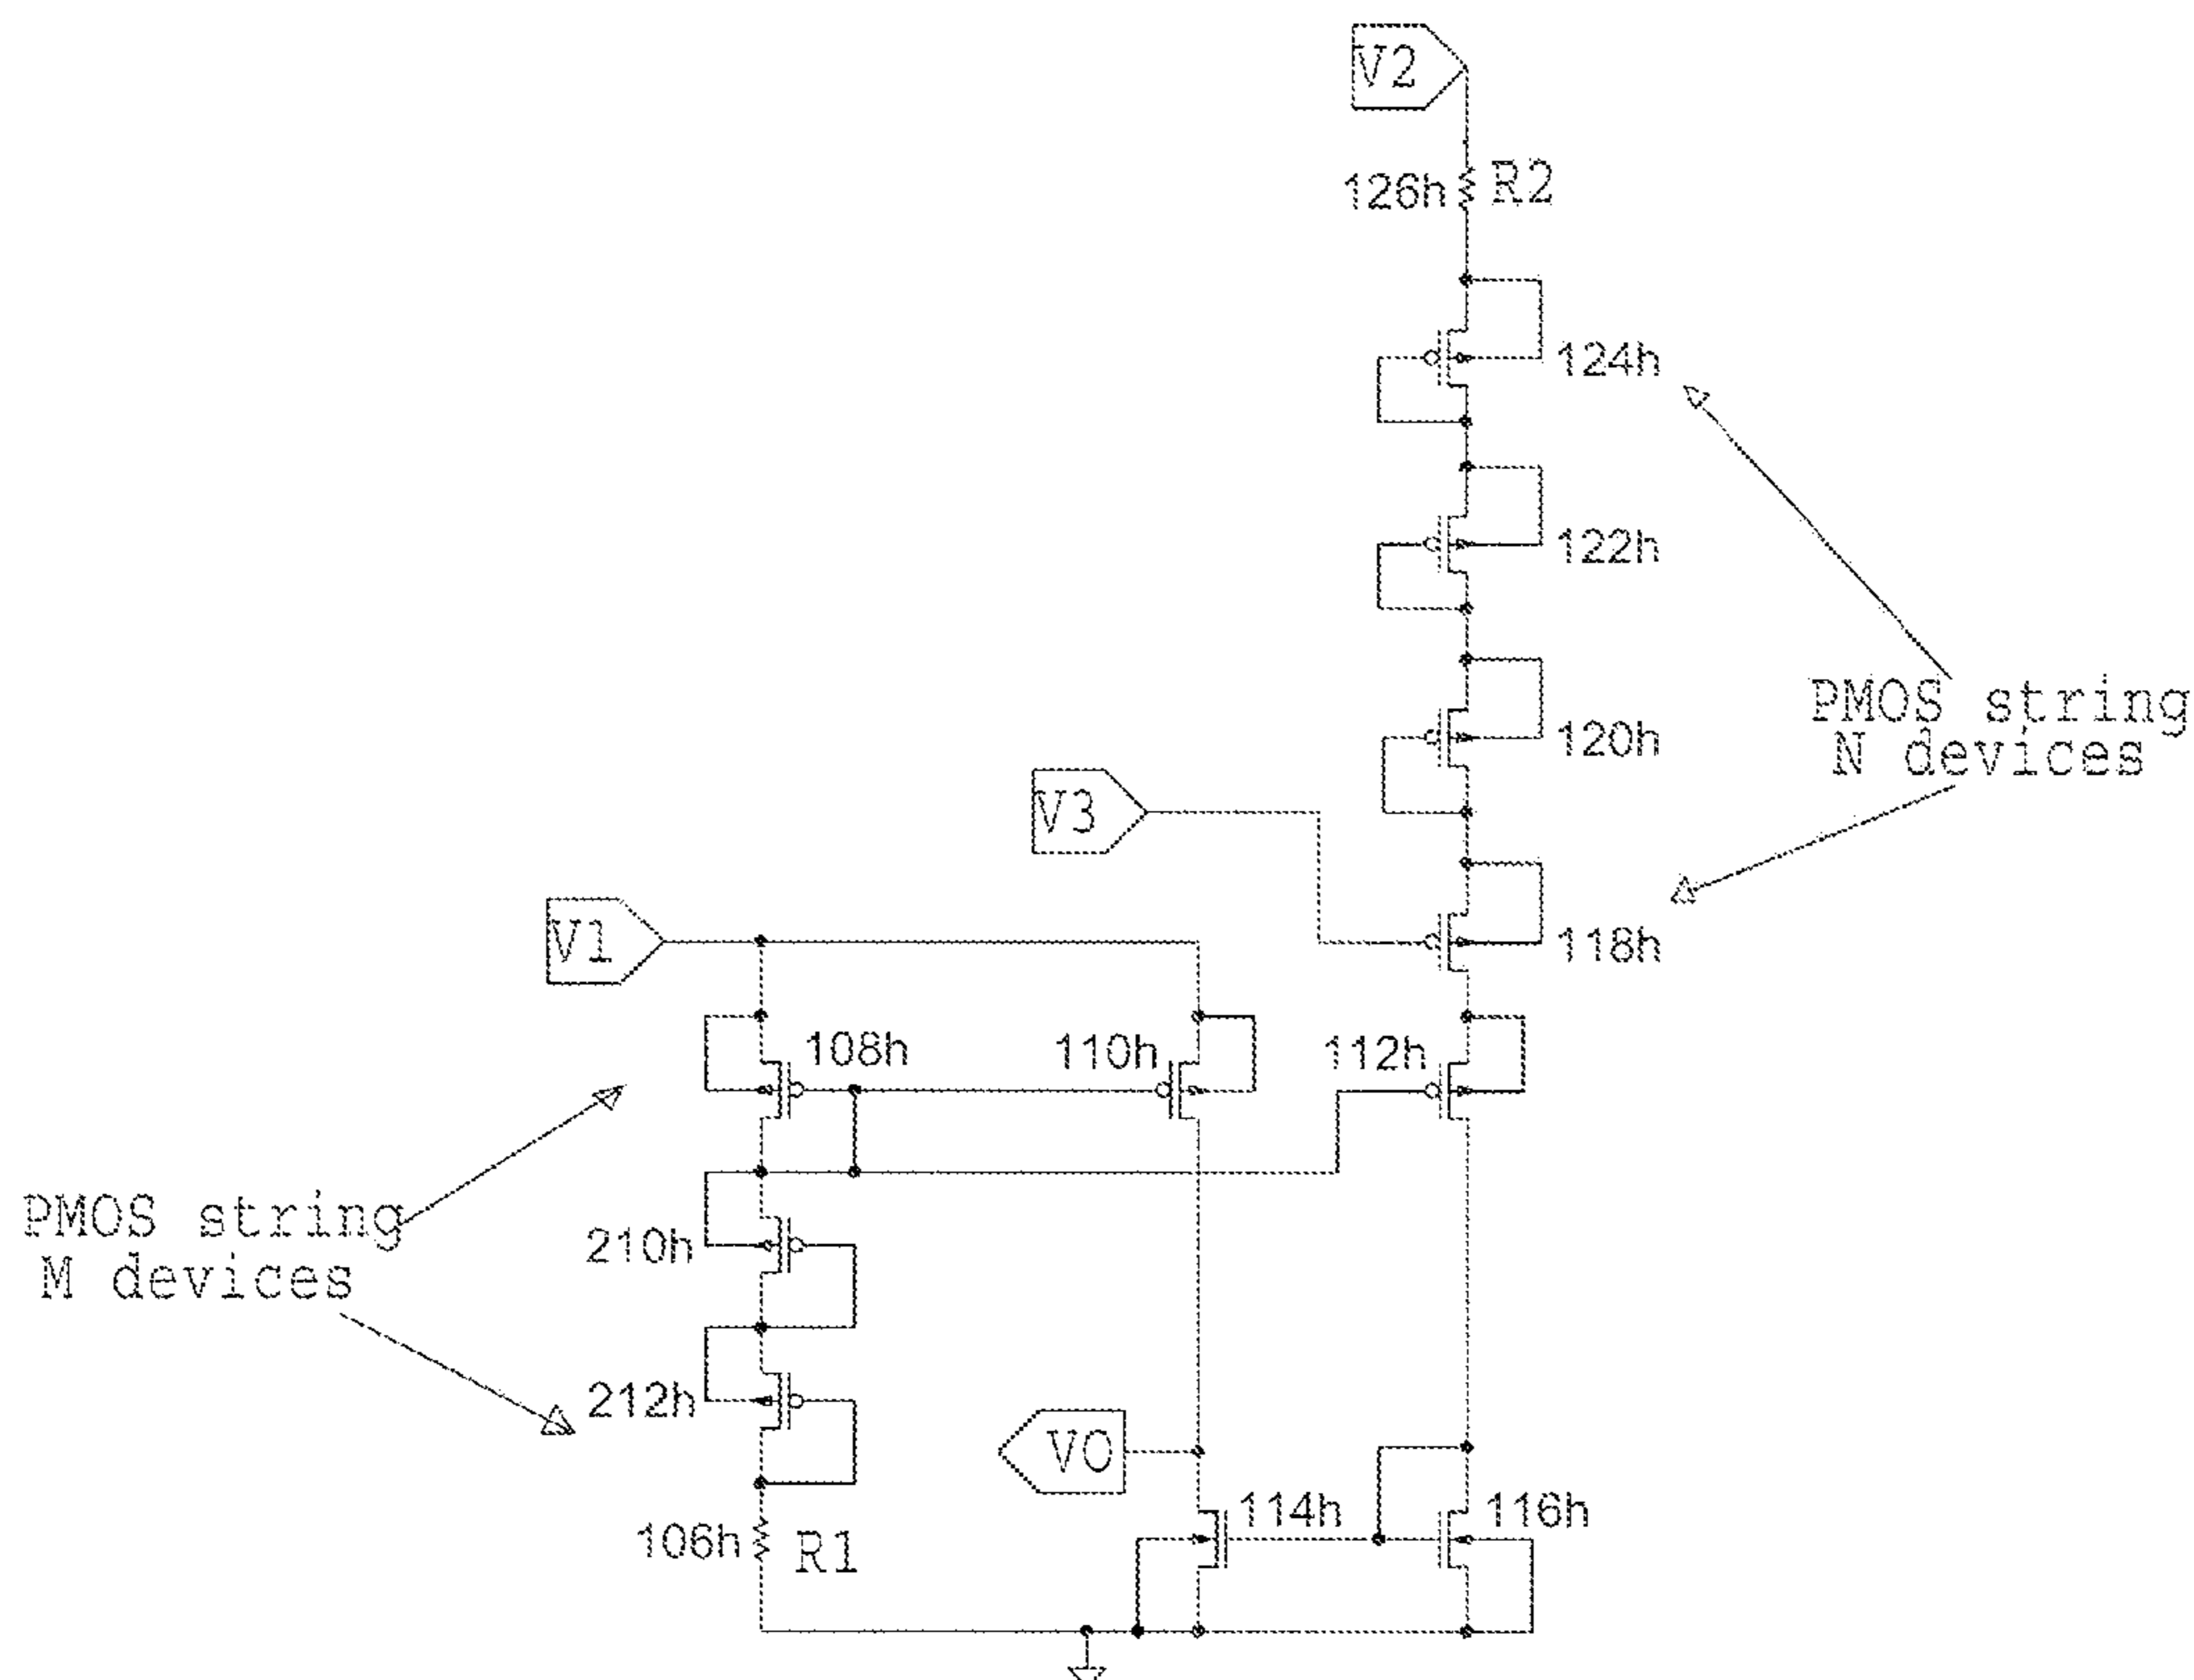 V2
126h
R2
124h
122h
PMOS string
N devices
120h
V3
118h
V1
108h
110h
112h
PMOS string
M devices
210h
212h
VO
114h
116h
106h
R1